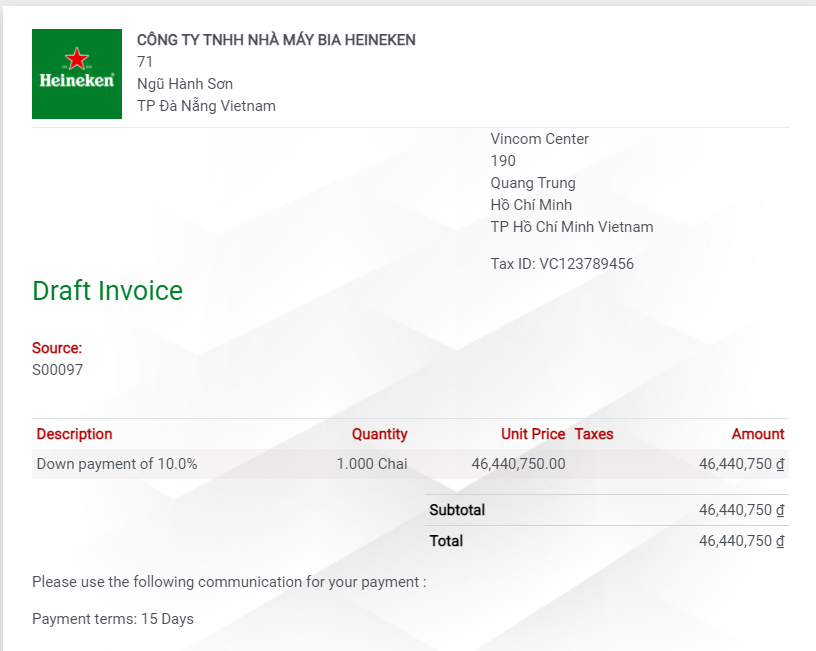 Heineken
CÔNG TY TNHH NHÀ MÁY BIA HEINEKEN
71
Ngũ Hành Sơn
TP Đà Nẵng Vietnam
Vincom Center
190
Quang Trung
Hồ Chí Minh
TP Hồ Chí Minh Vietnam
Tax ID: VC123789456
Draft Invoice
Source:
S00097
Description Quantity Unit Price Taxes Amount
Down payment of 10.0% 1.000 Chai 46,440,750.00 46,440,750 ₫
Subtotal 46,440,750 ₫
Total 46,440,750 ₫
Please use the following communication for your payment :
Payment terms: 15 Days